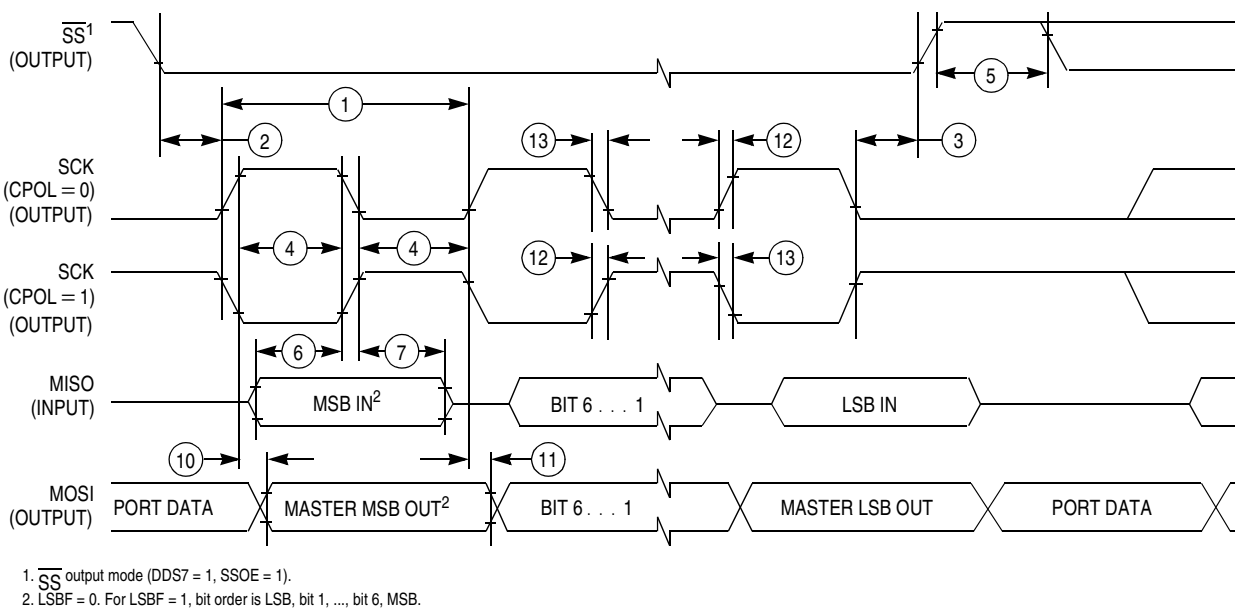 SS¹
(OUTPUT)
5
1
2
13
12
3
SCK
(CPOL = 0)
(OUTPUT)
4
4
12
13
SCK
(CPOL = 1)
(OUTPUT)
6
7
MISO
(INPUT)
MSB IN²
BIT 6 . . . 1
LSB IN
10
11
MOSI
(OUTPUT)
PORT DATA
MASTER MSB OUT²
BIT 6 . . . 1
MASTER LSB OUT
PORT DATA
1. SS output mode (DDS7 = 1, SSOE = 1).
2. LSBF = 0. For LSBF = 1, bit order is LSB, bit 1, ..., bit 6, MSB.